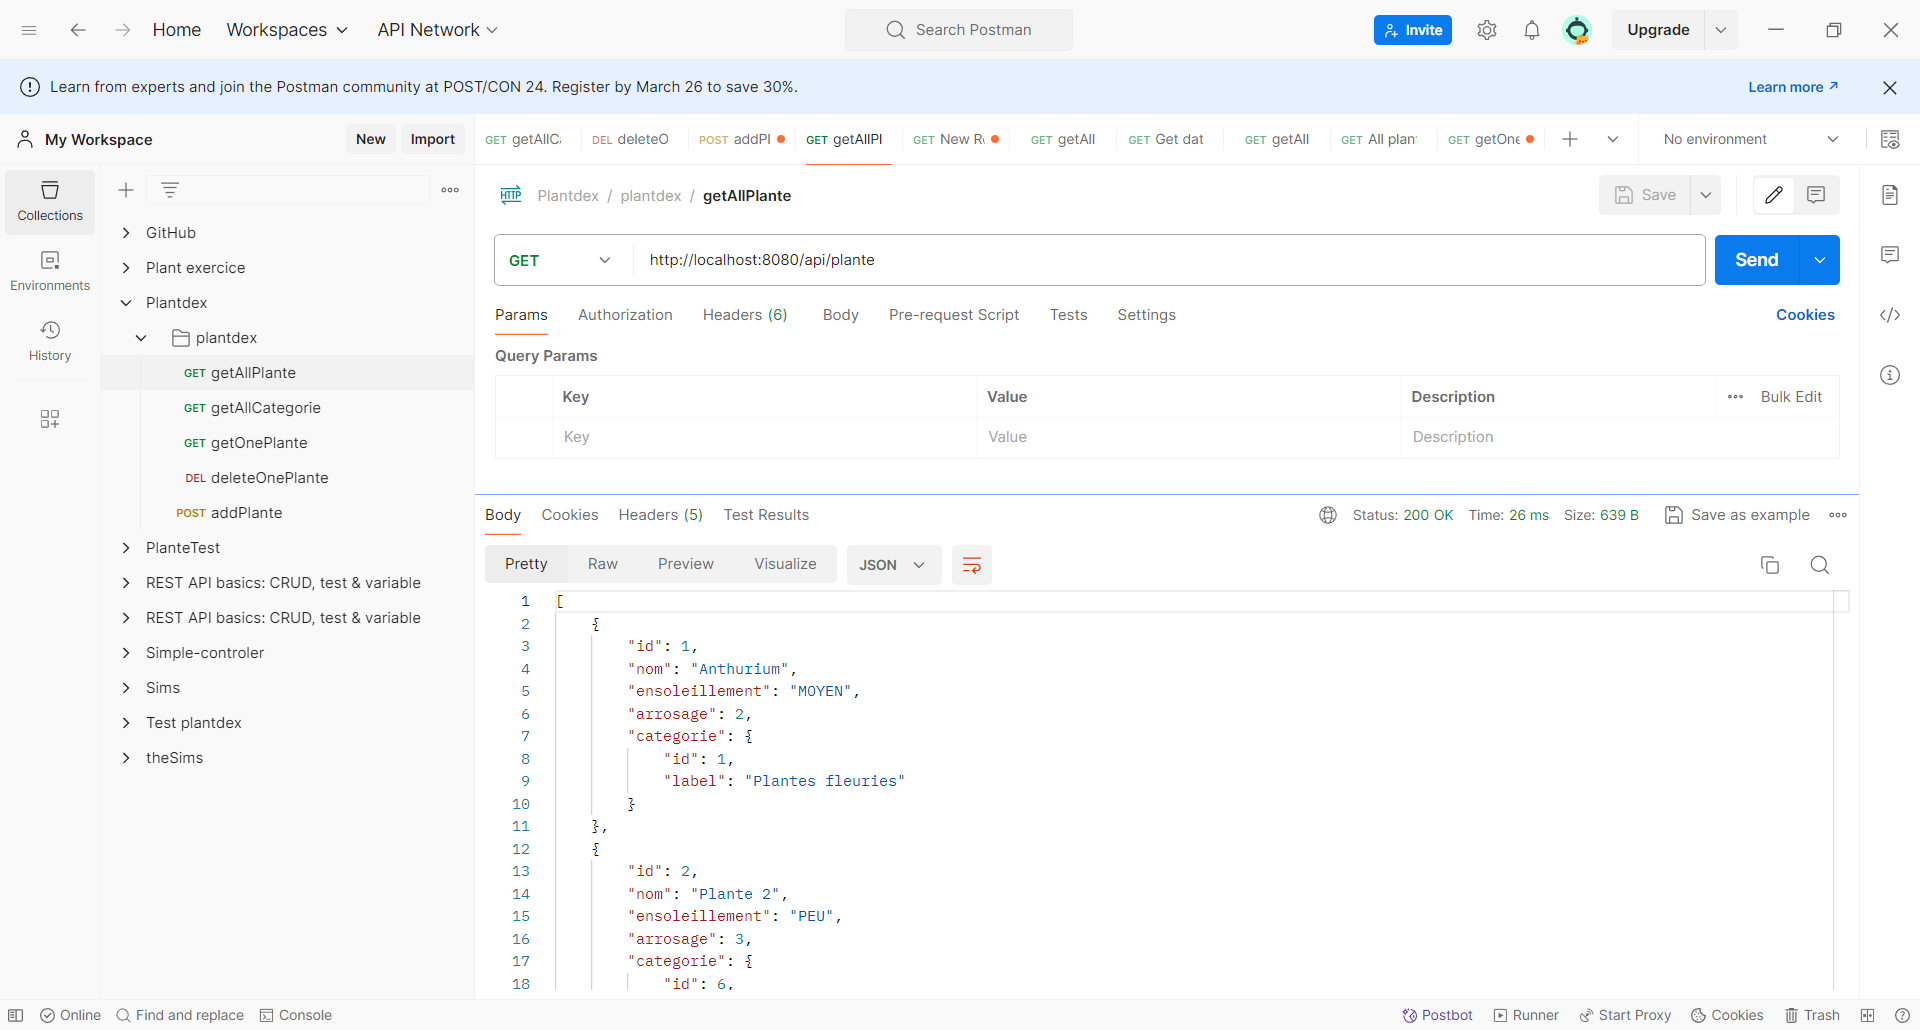 Home Workspaces API Network Search Postman Invite Upgrade
Learn from experts and join the Postman community at POST/CON 24. Register by March 26 to save 30%. Learn more
My Workspace New Import GET getAllCa DEL deleteO POST addPl GET getAllPl GET New Re GET getAll GET Get dat GET getAll GET All plant GET getOne No environment
Collections
Environments
History
GitHub
Plant exercice
Plantdex
plantdex
GET getAllPlante
GET getAllCategorie
GET getOnePlante
DEL deleteOnePlante
POST addPlante
PlanteTest
REST API basics: CRUD, test & variable
REST API basics: CRUD, test & variable
Simple-controler
Sims
Test plantdex
theSims
HTTP Plantdex / plantdex / getAllPlante Save
GET http://localhost:8080/api/plante Send
Params Authorization Headers (6) Body Pre-request Script Tests Settings Cookies
Query Params
Key Value Description Bulk Edit
Key Value Description
Body Cookies Headers (5) Test Results Status: 200 OK Time: 26 ms Size: 639 B Save as example
Pretty Raw Preview Visualize JSON
1 [
2 {
3 "id": 1,
4 "nom": "Anthurium",
5 "ensoleillement": "MOYEN",
6 "arrosage": 2,
7 "categorie": {
8 "id": 1,
9 "label": "Plantes fleuries"
10 }
11 },
12 {
13 "id": 2,
14 "nom": "Plante 2",
15 "ensoleillement": "PEU",
16 "arrosage": 3,
17 "categorie": {
18 "id": 6,
Online Find and replace Console Postbot Runner Start Proxy Cookies Trash